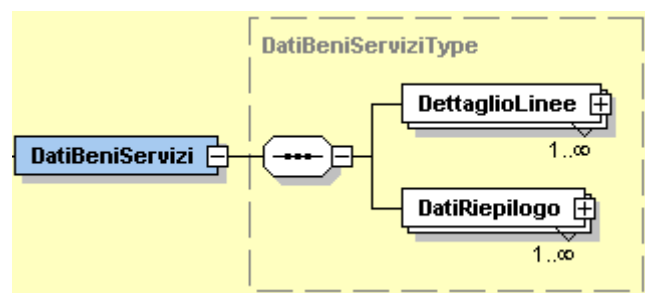 DatiBeniServiziType
DettaglioLinee
1..∞
DatiBeniServizi
DatiRiepilogo
1..∞